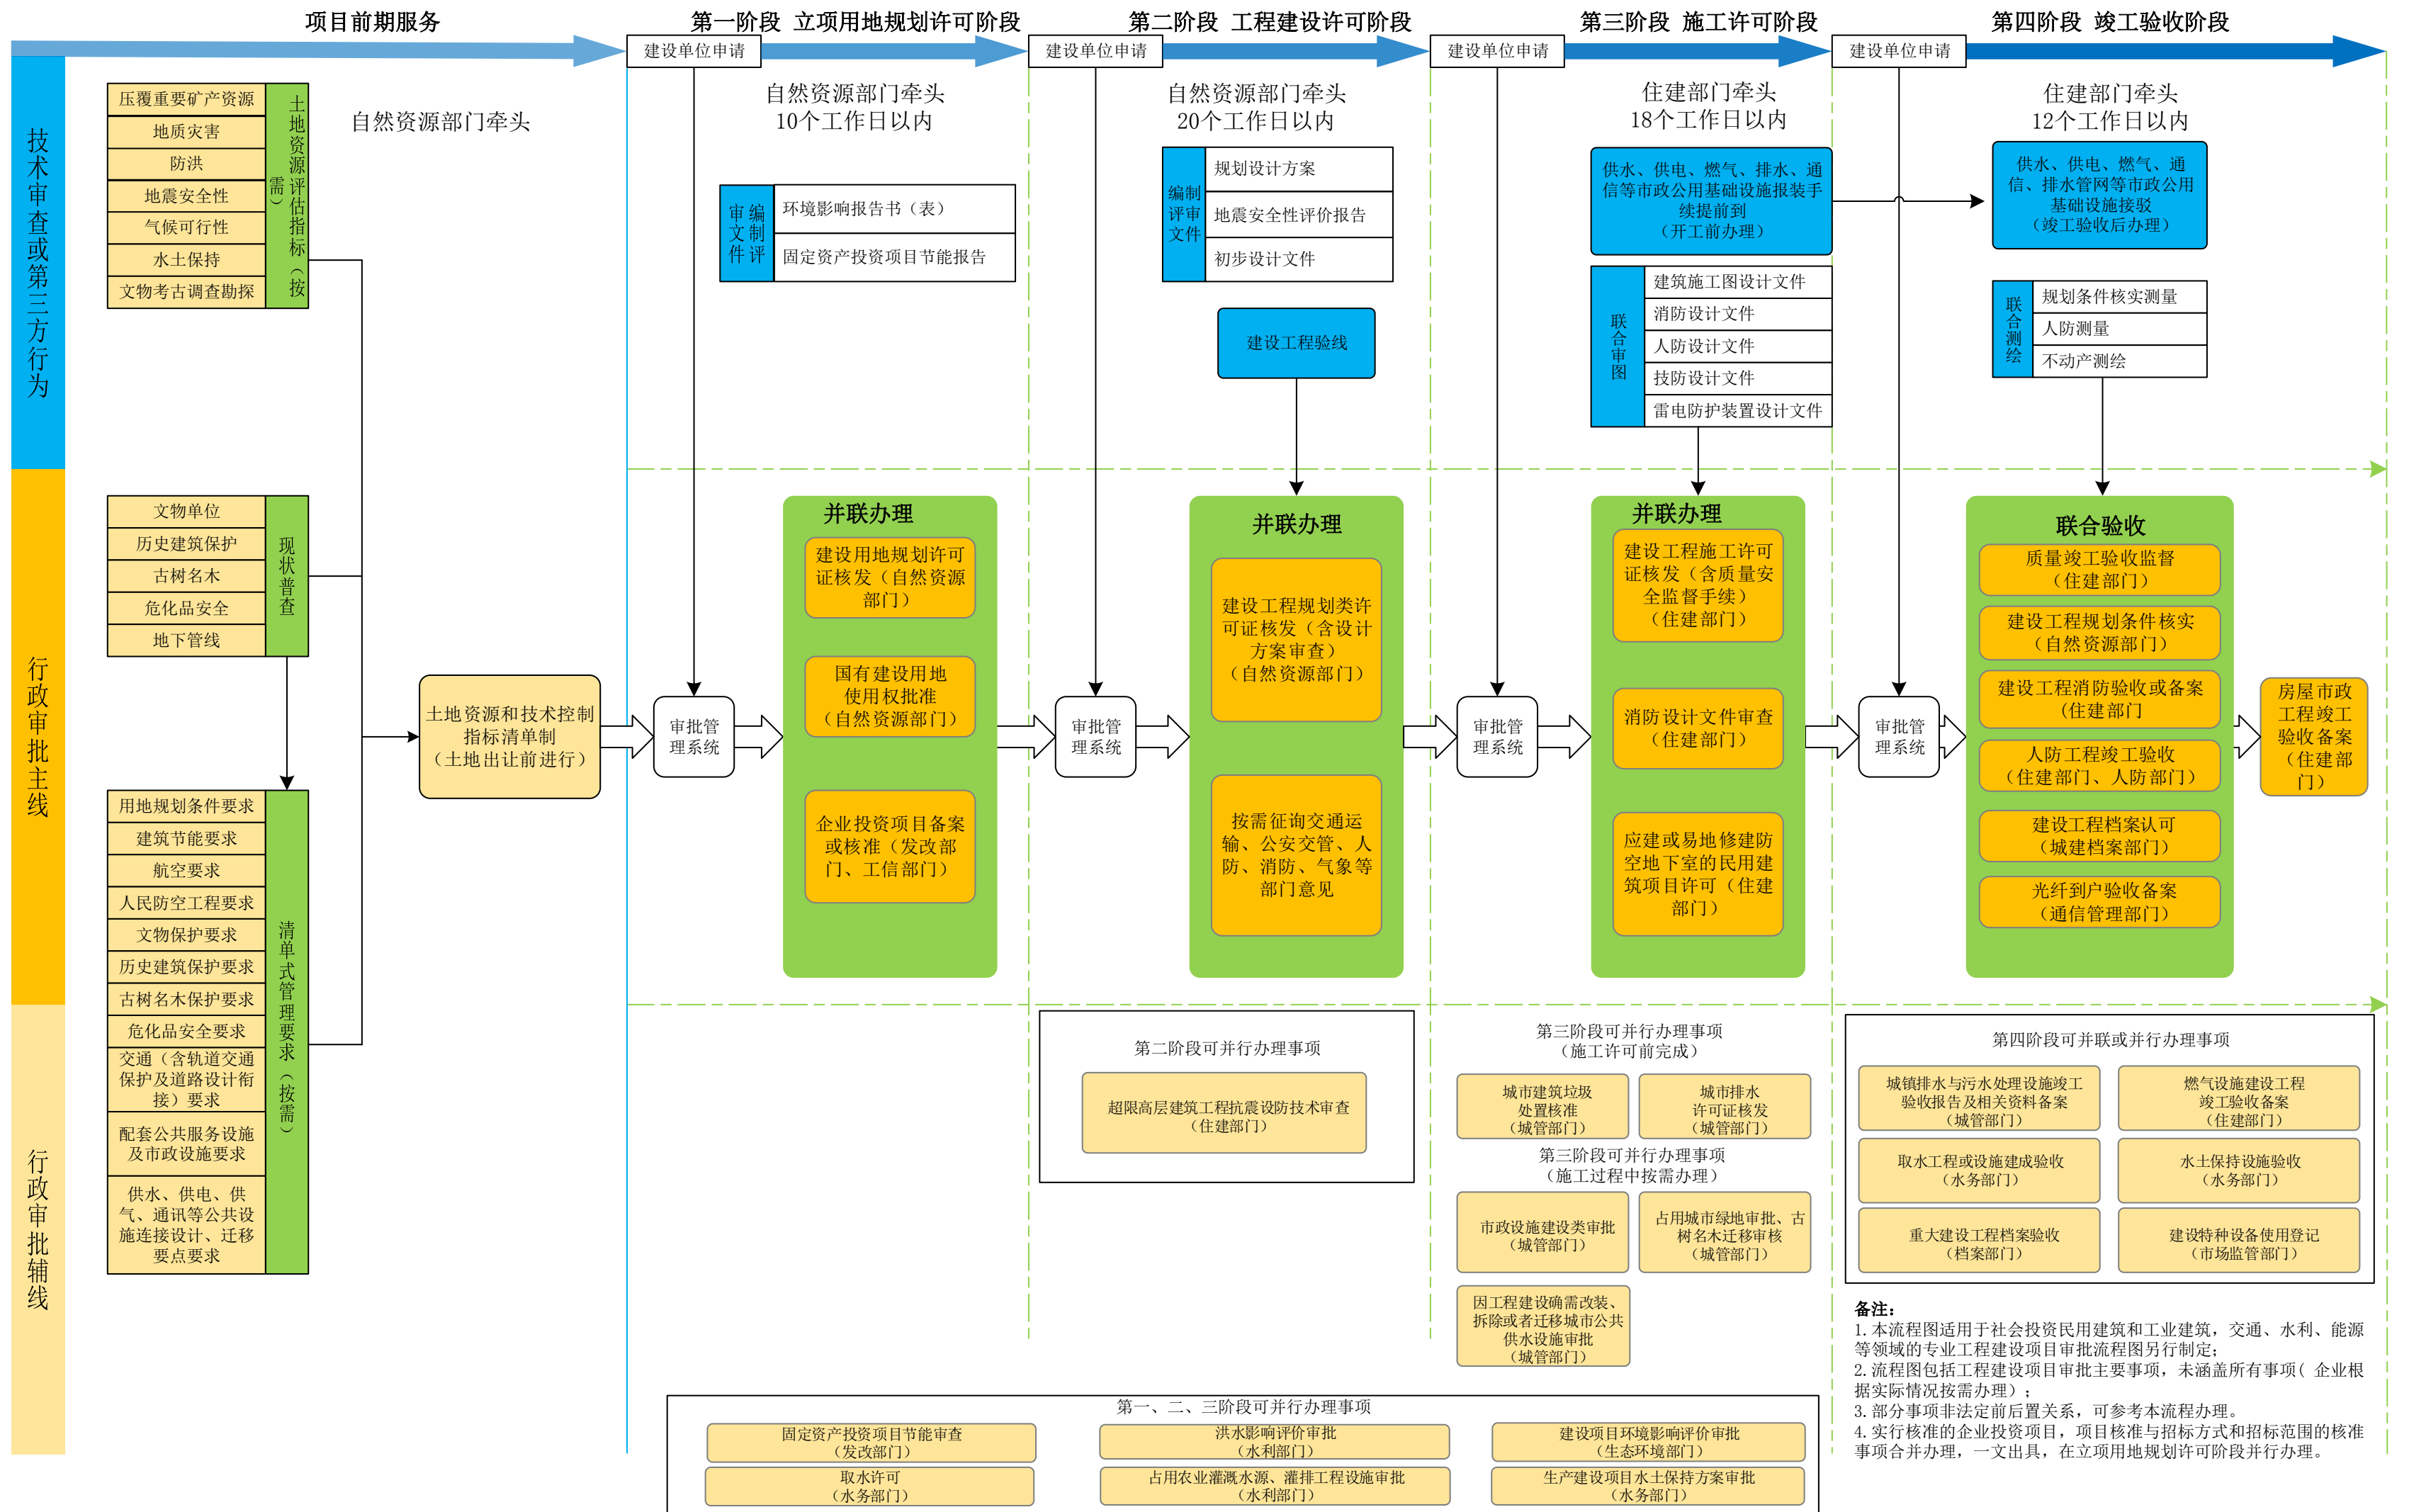 项目前期服务
第一阶段 立项用地规划许可阶段
第二阶段 工程建设许可阶段
第三阶段 施工许可阶段
第四阶段 竣工验收阶段
建设单位申请
建设单位申请
建设单位申请
建设单位申请
技术审查或第三方行为
行政审批主线
行政审批辅线
压覆重要矿产资源
地质灾害
防洪
地震安全性
气候可行性
水土保持
文物考古调查勘探
土地资源评估指标（按
需）
自然资源部门牵头
文物单位
历史建筑保护
古树名木
危化品安全
地下管线
现状普查
用地规划条件要求
建筑节能要求
航空要求
人民防空工程要求
文物保护要求
历史建筑保护要求
古树名木保护要求
危化品安全要求
交通（含轨道交通
保护及道路设计衔
接）要求
配套公共服务设施
及市政设施要求
供水、供电、供
气、通讯等公共设
施连接设计、迁移
要点要求
清单式管理要求（按需）
土地资源和技术控制
指标清单制
（土地出让前进行）
自然资源部门牵头
10个工作日以内
编制评
审文件
环境影响报告书（表）
固定资产投资项目节能报告
审批管
理系统
并联办理
建设用地规划许可
证核发（自然资源
部门）
国有建设用地
使用权批准
（自然资源部门）
企业投资项目备案
或核准（发改部
门、工信部门）
自然资源部门牵头
20个工作日以内
编制
评审
文件
规划设计方案
地震安全性评价报告
初步设计文件
建设工程验线
审批管
理系统
并联办理
建设工程规划类许
可证核发（含设计
方案审查）
（自然资源部门）
按需征询交通运
输、公安交管、人
防、消防、气象等
部门意见
第二阶段可并行办理事项
超限高层建筑工程抗震设防技术审查
（住建部门）
住建部门牵头
18个工作日以内
供水、供电、燃气、排水、通
信等市政公用基础设施报装手
续提前到
（开工前办理）
联合审图
建筑施工图设计文件
消防设计文件
人防设计文件
技防设计文件
雷电防护装置设计文件
审批管
理系统
并联办理
建设工程施工许可
证核发（含质量安
全监督手续）
（住建部门）
消防设计文件审查
（住建部门）
应建或易地修建防
空地下室的民用建
筑项目许可（住建
部门）
第三阶段可并行办理事项
（施工许可前完成）
城市建筑垃圾
处置核准
（城管部门）
城市排水
许可证核发
（城管部门）
第三阶段可并行办理事项
（施工过程中按需办理）
市政设施建设类审批
（城管部门）
占用城市绿地审批、古
树名木迁移审核
（城管部门）
因工程建设确需改装、
拆除或者迁移城市公共
供水设施审批
（城管部门）
住建部门牵头
12个工作日以内
供水、供电、燃气、通
信、排水管网等市政公用
基础设施接驳
（竣工验收后办理）
联合测绘
规划条件核实测量
人防测量
不动产测绘
审批管
理系统
联合验收
质量竣工验收监督
（住建部门）
建设工程规划条件核实
（自然资源部门）
建设工程消防验收或备案
（住建部门
人防工程竣工验收
（住建部门、人防部门）
建设工程档案认可
（城建档案部门）
光纤到户验收备案
（通信管理部门）
房屋市政
工程竣工
验收备案
（住建部
门）
第四阶段可并联或并行办理事项
城镇排水与污水处理设施竣工
验收报告及相关资料备案
（城管部门）
燃气设施建设工程
竣工验收备案
（住建部门）
取水工程或设施建成验收
（水务部门）
水土保持设施验收
（水务部门）
重大建设工程档案验收
（档案部门）
建设特种设备使用登记
（市场监管部门）
备注：
1.本流程图适用于社会投资民用建筑和工业建筑，交通、水利、能源
等领域的专业工程建设项目审批流程图另行制定；
2.流程图包括工程建设项目审批主要事项，未涵盖所有事项( 企业根
据实际情况按需办理）；
3.部分事项非法定前后置关系，可参考本流程办理。
4.实行核准的企业投资项目，项目核准与招标方式和招标范围的核准
事项合并办理，一文出具，在立项用地规划许可阶段并行办理。
第一、二、三阶段可并行办理事项
固定资产投资项目节能审查
（发改部门）
洪水影响评价审批
（水利部门）
建设项目环境影响评价审批
（生态环境部门）
取水许可
（水务部门）
占用农业灌溉水源、灌排工程设施审批
（水利部门）
生产建设项目水土保持方案审批
（水务部门）